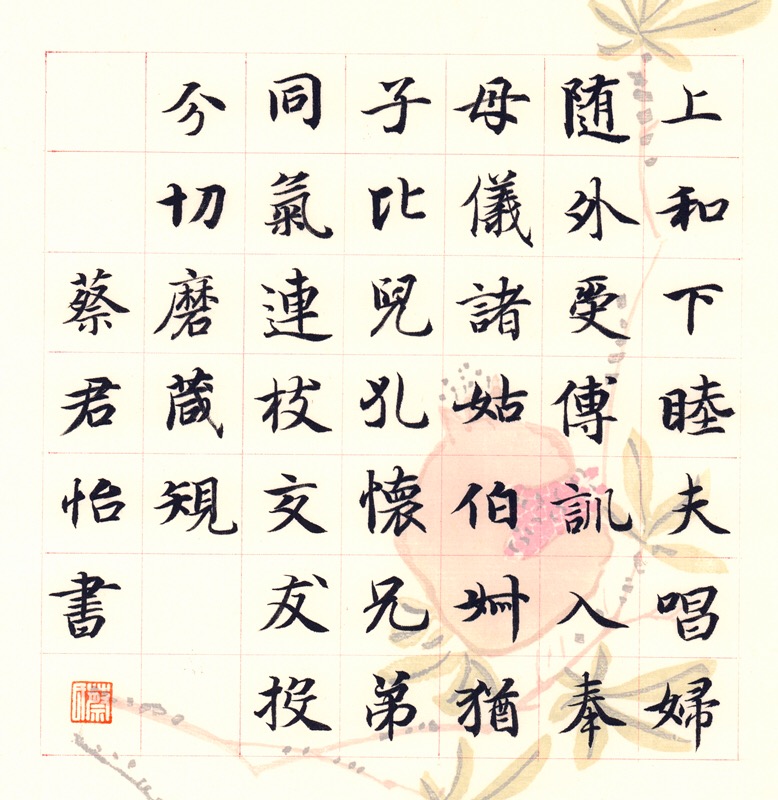 上和下睦夫唱婦
随外受傅訓入奉
母儀諸姑伯叔猶
子比兒孔懷兄弟
同氣連枝交友投
分切磨箴規
蔡君怡書